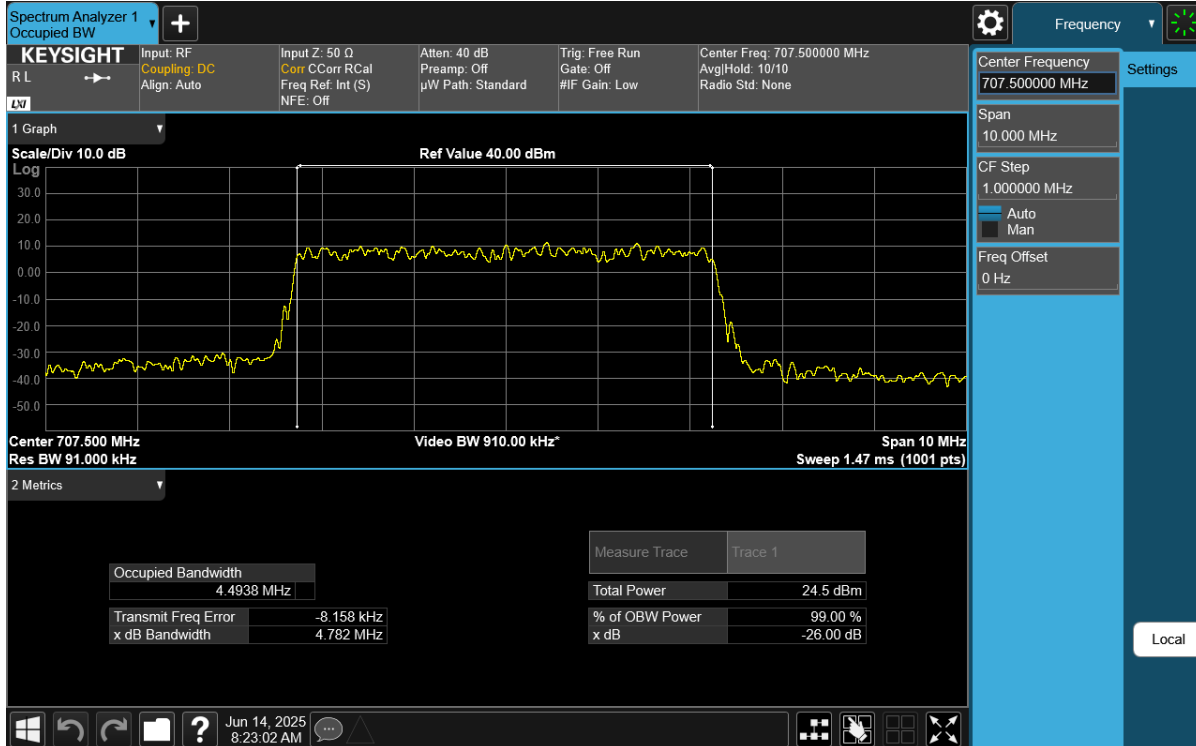 Spectrum Analyzer 1
Occupied BW
Frequency
KEYSIGHT
R L
LXI
Input: RF
Coupling: DC
Align: Auto
Input Z: 50 Ω
Corr CCorr RCal
Freq Ref: Int (S)
NFE: Off
Atten: 40 dB
Preamp: Off
µW Path: Standard
Trig: Free Run
Gate: Off
#IF Gain: Low
Center Freq: 707.500000 MHz
Avg|Hold: 10/10
Radio Std: None
Center Frequency
707.500000 MHz
Settings
Span
10.000 MHz
CF Step
1.000000 MHz
Auto
Man
Freq Offset
0 Hz
Local
1 Graph
Scale/Div 10.0 dB
Ref Value 40.00 dBm
Log
30.0
20.0
10.0
0.00
-10.0
-20.0
-30.0
-40.0
-50.0
Center 707.500 MHz
Video BW 910.00 kHz*
Span 10 MHz
Res BW 91.000 kHz
Sweep 1.47 ms (1001 pts)
2 Metrics
Measure Trace Trace 1
Occupied Bandwidth
4.4938 MHz
Total Power 24.5 dBm
Transmit Freq Error -8.158 kHz
% of OBW Power 99.00 %
x dB Bandwidth 4.782 MHz
x dB -26.00 dB
?
Jun 14, 2025
8:23:02 AM